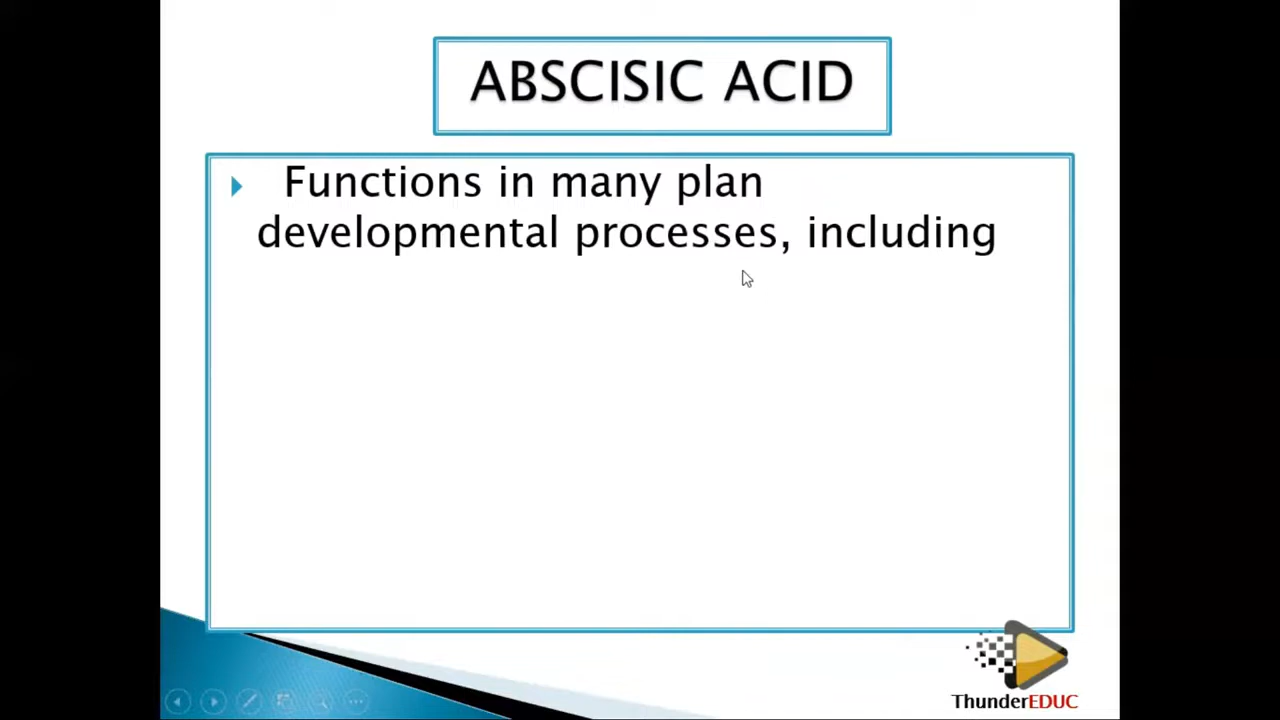 ABSCISIC ACID
Functions in many plan
developmental processes, including
ThunderEDUC